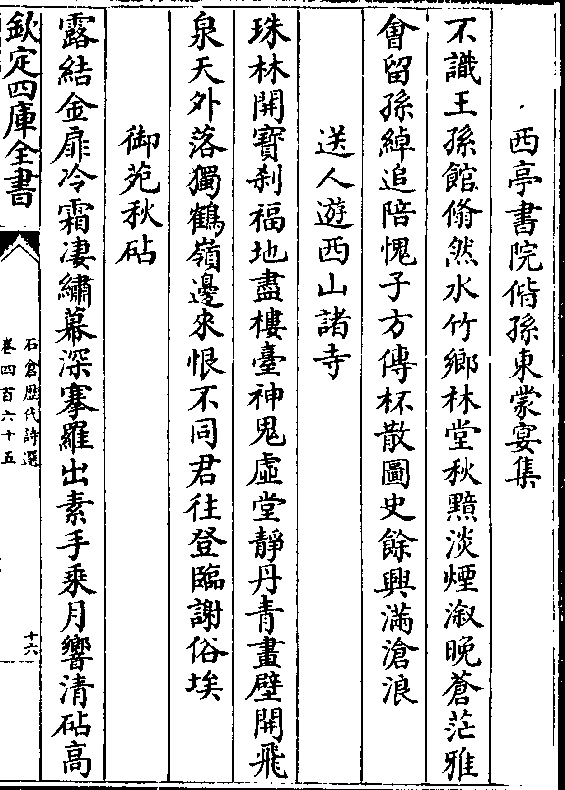 西亭書院偕孫東蒙宴集
不識王孫館翛然水竹鄉林堂秋黯淡煙溆晚蒼茫雅
會留孫綽追陪愧子方傳杯散圖史餘興滿滄浪
送人遊西山諸寺
珠林開寶刹福地盡樓臺神鬼虛堂靜丹青畫壁開飛
泉天外落獨鶴嶺邊來恨不同君往登臨謝俗埃
御苑秋砧
露結金扉冷霜凄繡幕深搴羅出素手乘月響清砧高
欽定四庫全書
石倉歴代詩選
卷四百六十五
十六